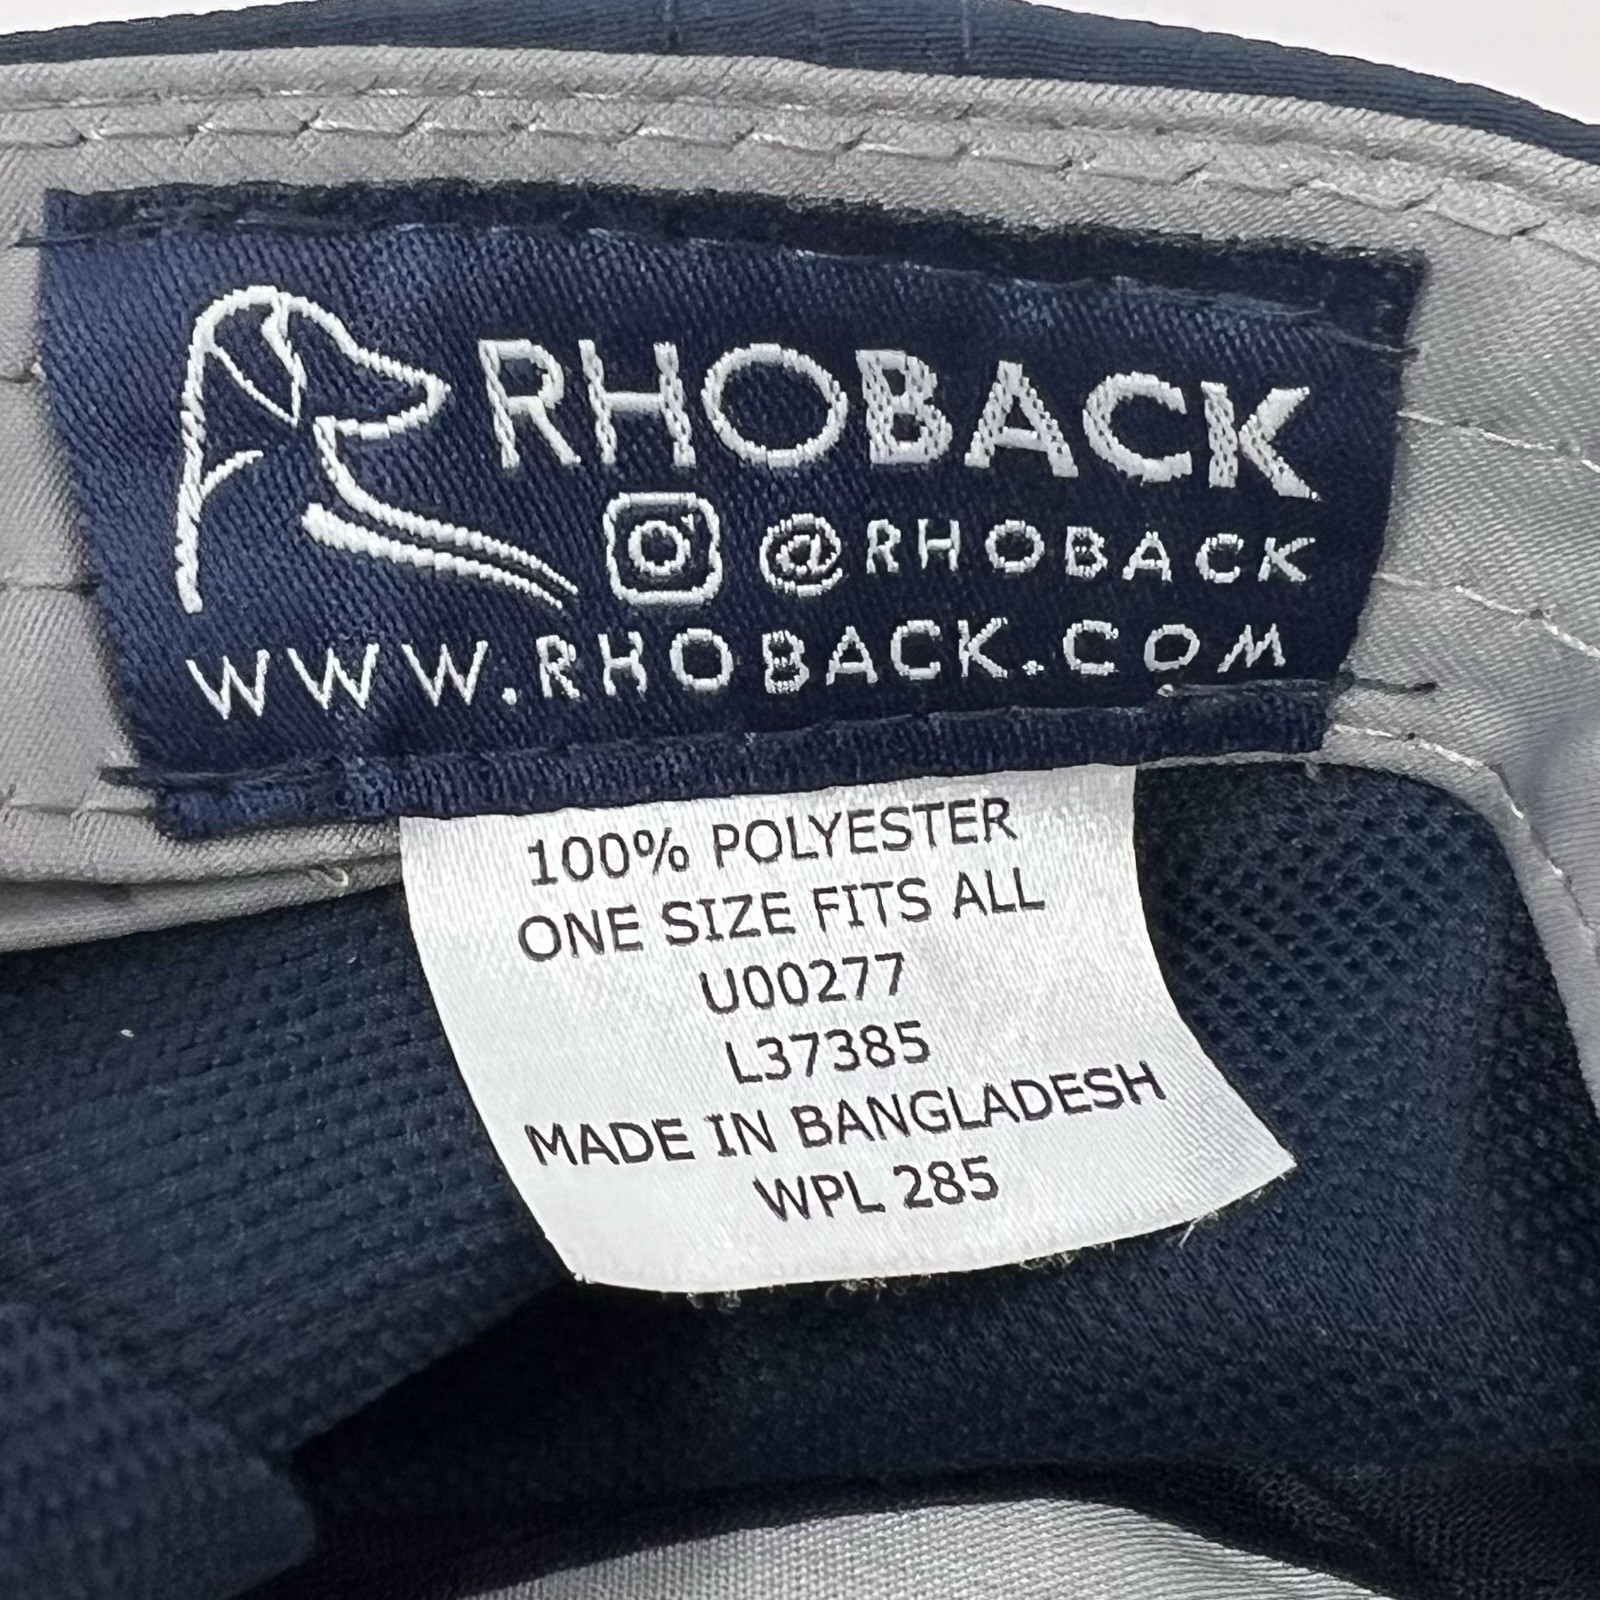 RHOBACK
@RHOBACK
WWW.RHOBACK.COM
100% POLYESTER
ONE SIZE FITS ALL
U00277
L37385
MADE IN BANGLADESH
WPL 285